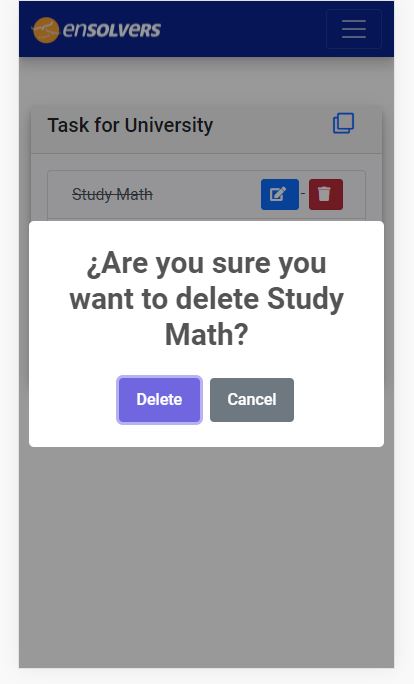 ensolvers
Task for University
Study Math
-
¿Are you sure you
want to delete Study
Math?
Delete
Cancel